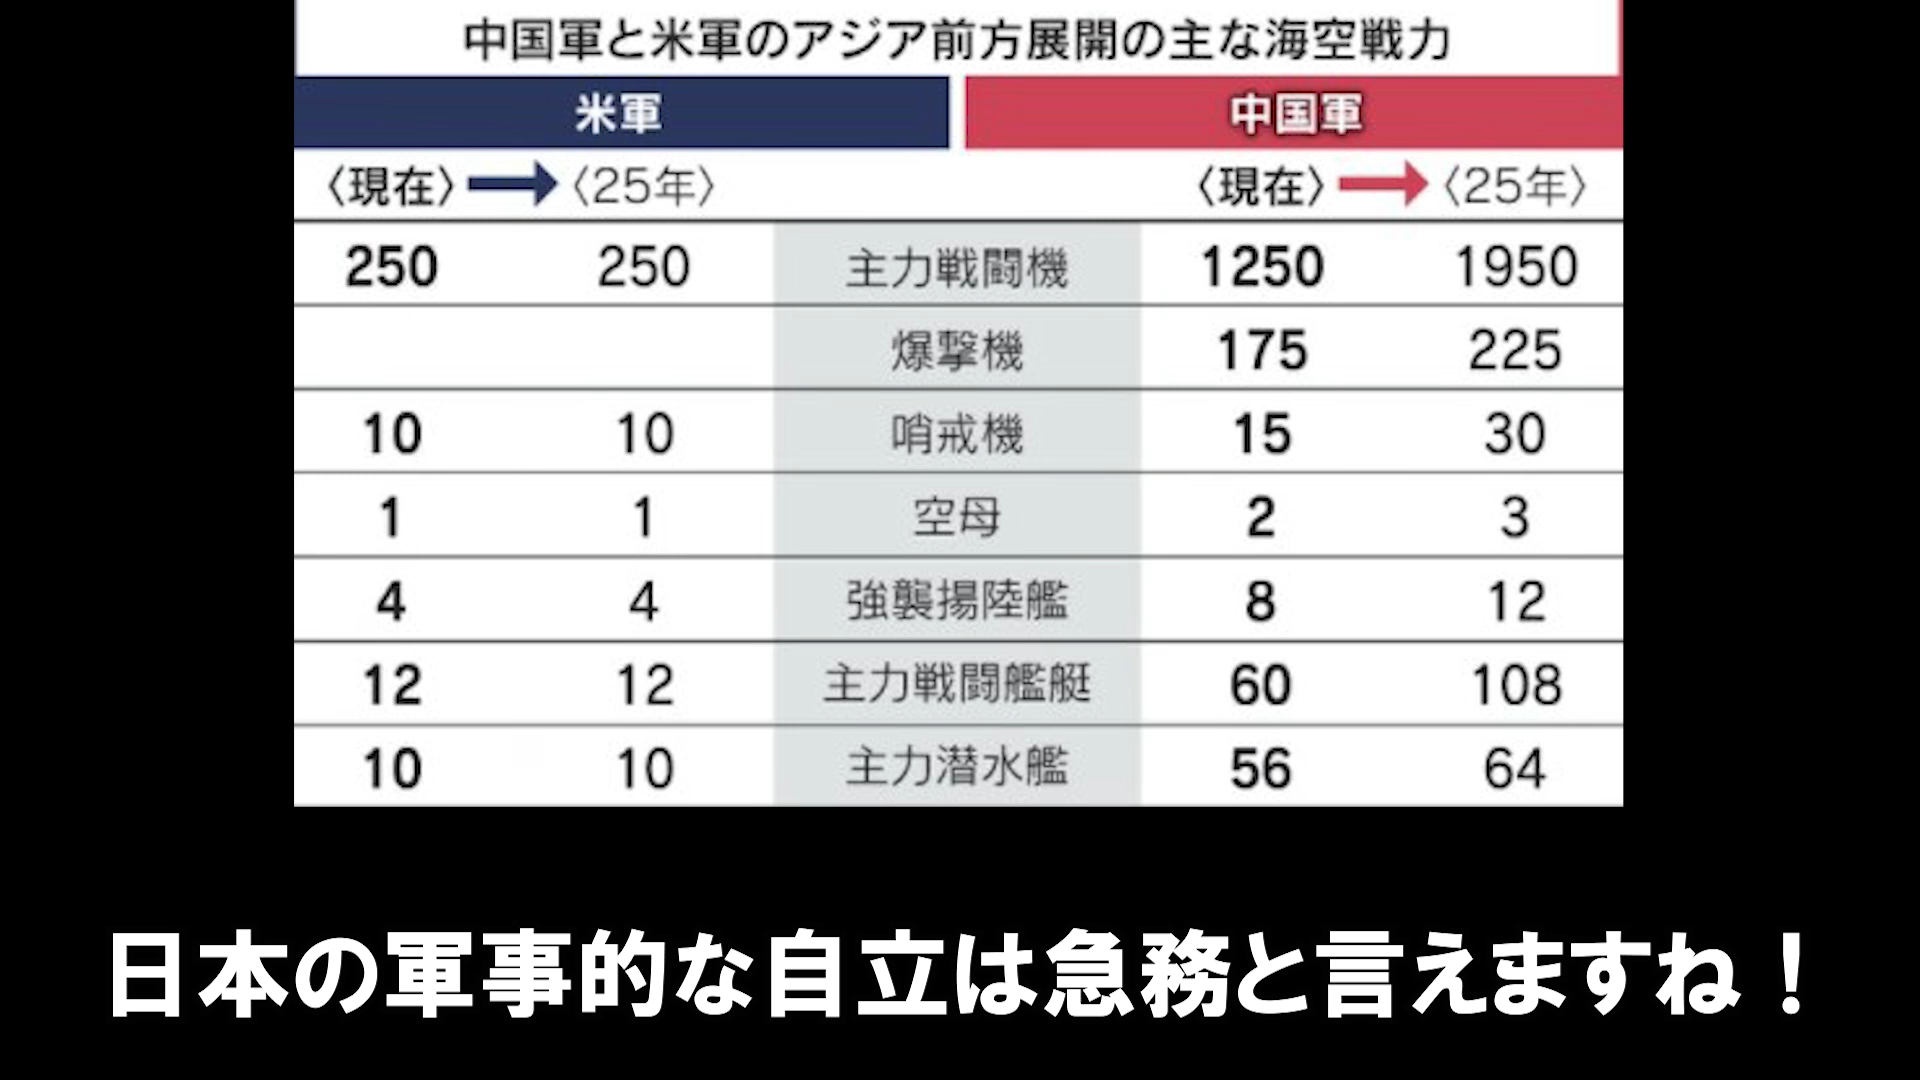 中国軍と米軍のアジア前方展開の主な海空戦力
米軍 中国軍
〈現在〉 〈25年〉 〈現在〉 〈25年〉
250 250 主力戦闘機 1250 1950
爆撃機 175 225
10 10 哨戒機 15 30
1 1 空母 2 3
4 4 強襲揚陸艦 8 12
12 12 主力戦闘艦艇 60 108
10 10 主力潜水艦 56 64
日本の軍事的な自立は急務と言えますね！